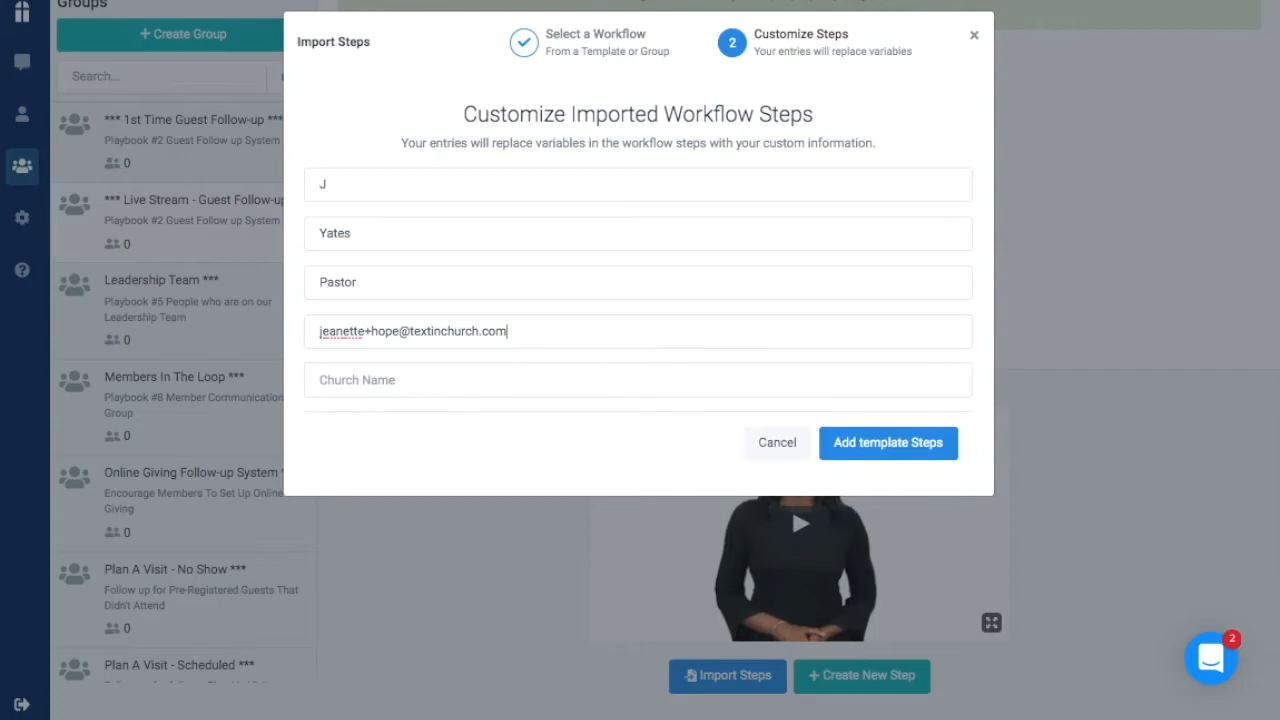 Groups
+ Create Group
Search...
*** 1st Time Guest Follow-up ***
Playbook #2 Guest Follow up System
0
*** Live Stream - Guest Follow-up
Playbook #2 Guest Follow up System
0
Leadership Team ***
Playbook #5 People who are on our
Leadership Team
0
Members In The Loop ***
Playbook #8 Member Communication
Group
0
Online Giving Follow-up System
Encourage Members To Set Up Online
Giving
0
Plan A Visit - No Show ***
Follow up for Pre-Registered Guests That
Didn't Attend
0
Plan A Visit - Scheduled ***
Import Steps
Select a Workflow
From a Template or Group
2
Customize Steps
Your entries will replace variables
×
Customize Imported Workflow Steps
Your entries will replace variables in the workflow steps with your custom information.
J
Yates
Pastor
jeanette+hope@textinchurch.com
Church Name
Cancel
Add template Steps
Import Steps
+ Create New Step
2